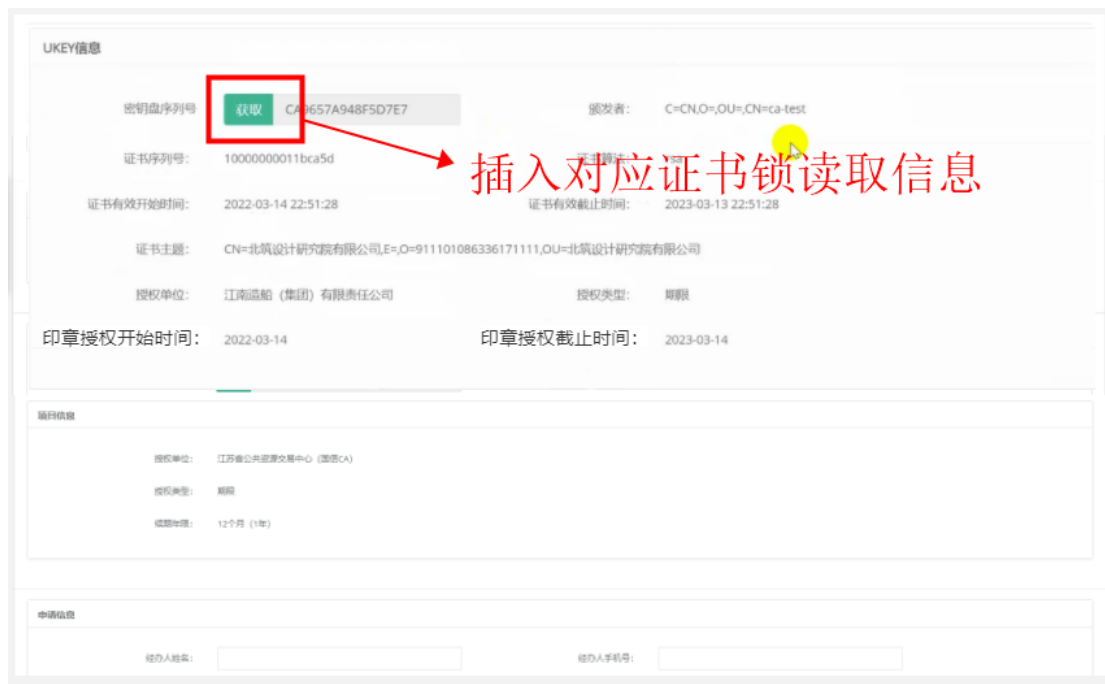 UKEY信息
密钥盘序列号 获取 CA9657A948F5D7E7 颁发者: C=CN,O=,OU=,CN=ca-test
证书序列号: 10000000011bca5d 证书算法: rsa
插入对应证书锁读取信息
证书有效开始时间: 2022-03-14 22:51:28 证书有效截止时间: 2023-03-13 22:51:28
证书主题: CN=北筑设计研究院有限公司,E=,O=911101086336171111,OU=北筑设计研究院有限公司
授权单位: 江南造船（集团）有限责任公司 授权类型: 期限
印章授权开始时间： 2022-03-14 印章授权截止时间： 2023-03-14
项目信息
授权单位: 江苏省公共资源交易中心（国信CA）
授权类型: 期限
续期年限: 12个月（1年）
申请信息
经办人姓名: 经办人手机号: